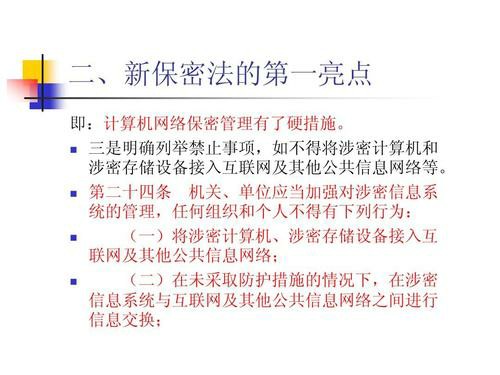 二、新保密法的第一亮点
即：计算机网络保密管理有了硬措施。
三是明确列举禁止事项，如不得将涉密计算机和
涉密存储设备接入互联网及其他公共信息网络等。
第二十四条　机关、单位应当加强对涉密信息系
统的管理，任何组织和个人不得有下列行为：
（一）将涉密计算机、涉密存储设备接入互
联网及其他公共信息网络；
（二）在未采取防护措施的情况下，在涉密
信息系统与互联网及其他公共信息网络之间进行
信息交换；